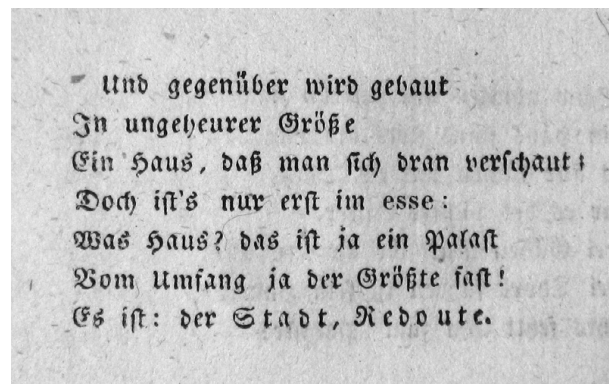 Und gegenüber wird gebaut
In ungeheurer Größe
Ein Haus, daß man sich dran verschaut;
Doch ist's nur erst im esse:
Was Haus? das ist ja ein Palast
Vom Umfang ja der Größte fast!
Es ist: der Stadt, Redoute.